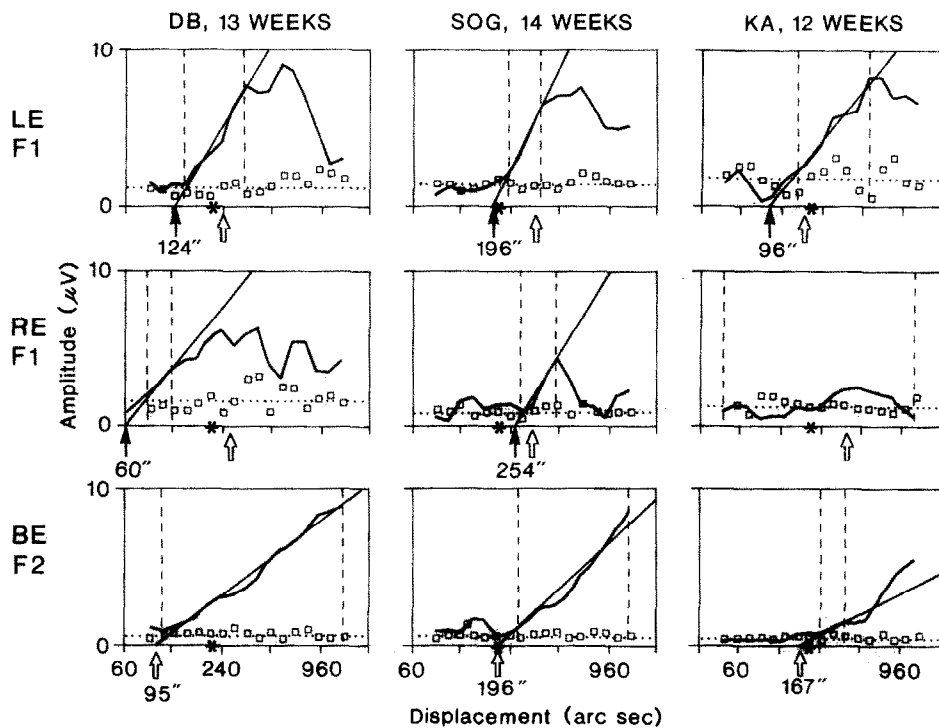 DB, 13 WEEKS SOG, 14 WEEKS KA, 12 WEEKS
10
LE
F1
0
124″ 196″ 96″
10
RE
F1
Amplitude (μV)
0
60″ 254″
10
BE
F2
0
60 240 960 960 60 960
95″ 196″ 167″
Displacement (arc sec)